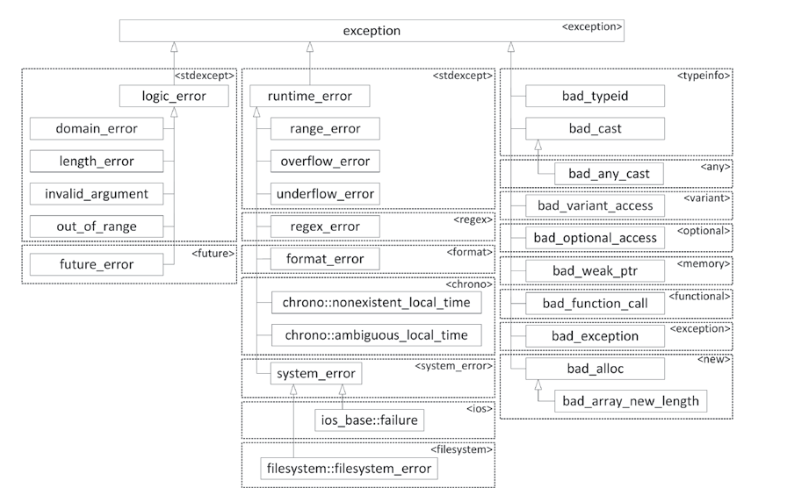 exception
<exception>
<stdexcept>
logic_error
domain_error
length_error
invalid_argument
out_of_range
<future>
future_error
<stdexcept>
runtime_error
range_error
overflow_error
underflow_error
<regex>
regex_error
<format>
format_error
<chrono>
chrono::nonexistent_local_time
chrono::ambiguous_local_time
<system_error>
system_error
<ios>
ios_base::failure
<filesystem>
filesystem::filesystem_error
<typeinfo>
bad_typeid
bad_cast
<any>
bad_any_cast
<variant>
bad_variant_access
<optional>
bad_optional_access
<memory>
bad_weak_ptr
<functional>
bad_function_call
<exception>
bad_exception
<new>
bad_alloc
bad_array_new_length